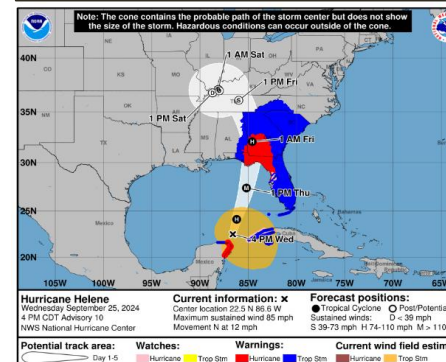 Note: The cone contains the probable path of the storm center but does not show
the size of the storm. Hazardous conditions can occur outside of the cone.
1 AM Sat
1 PM Fri
40N
1 PM Sat
35N
1 AM Fri
30N
1 PM Thu
25N
4 PM Wed
20N
105W 100W 95W 90W 85W 80W 75W 70W 65W
Hurricane Helene
Wednesday September 25, 2024
4 PM CDT Advisory 10
NWS National Hurricane Center
Current information: x
Center location 22.5 N 86.6 W
Maximum sustained wind 85 mph
Movement N at 12 mph
Forecast positions:
Tropical Cyclone Post/Potential
Sustained winds: D < 39 mph
S 39-73 mph H 74-110 mph M > 110
Potential track area:
Day 1-5
Watches:
Hurricane Trop Stm
Warnings:
Hurricane Trop Stm
Current wind field estim
Hurricane Trop Stm